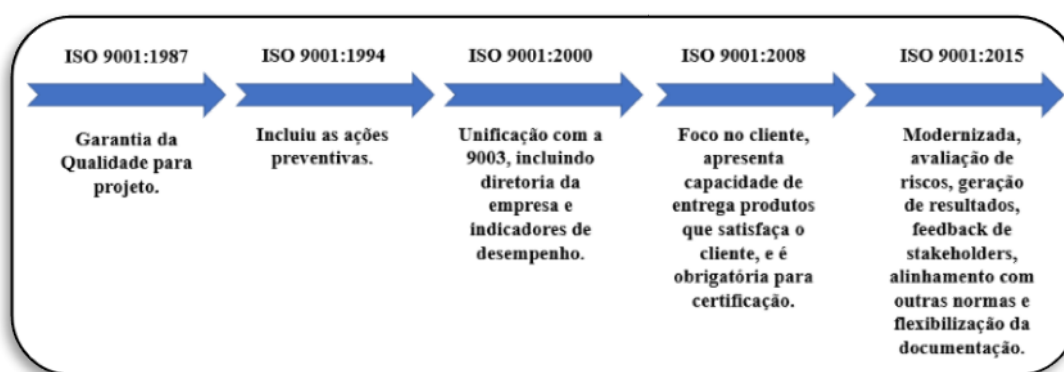 ISO 9001:1987
Garantia da
Qualidade para
projeto.
ISO 9001:1994
Incluiu as ações
preventivas.
ISO 9001:2000
Unificação com a
9003, incluindo
diretoria da
empresa e
indicadores de
desempenho.
ISO 9001:2008
Foco no cliente,
apresenta
capacidade de
entrega produtos
que satisfaça o
cliente, e é
obrigatória para
certificação.
ISO 9001:2015
Modernizada,
avaliação de
riscos, geração
de resultados,
feedback de
stakeholders,
alinhamento com
outras normas e
flexibilização da
documentação.